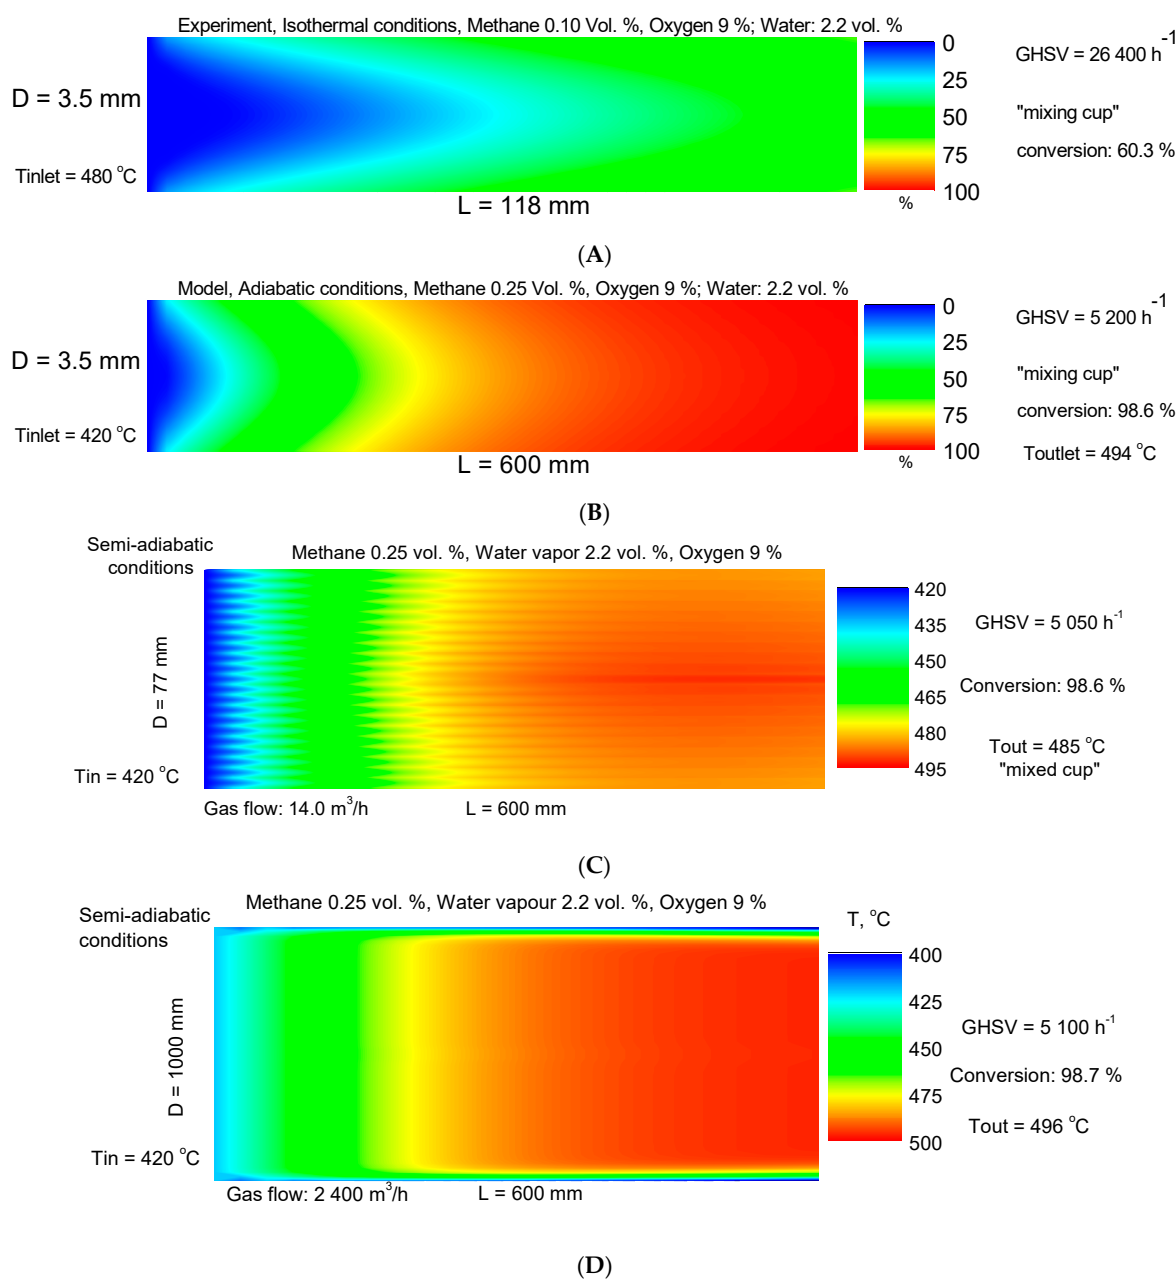 Experiment, Isothermal conditions, Methane 0.10 Vol. %, Oxygen 9 %; Water: 2.2 vol. %
D = 3.5 mm
Tinlet = 480 °C
L = 118 mm
0
25
50
75
100
%
GHSV = 26 400 h⁻¹
"mixing cup"
conversion: 60.3 %
(A)
Model, Adiabatic conditions, Methane 0.25 Vol. %, Oxygen 9 %; Water: 2.2 vol. %
D = 3.5 mm
Tinlet = 420 °C
L = 600 mm
0
25
50
75
100
%
GHSV = 5 200 h⁻¹
"mixing cup"
conversion: 98.6 %
Toutlet = 494 °C
(B)
Semi-adiabatic
conditions
Methane 0.25 vol. %, Water vapor 2.2 vol. %, Oxygen 9 %
D = 77 mm
Tin = 420 °C
Gas flow: 14.0 m³/h
L = 600 mm
420
435
450
465
480
495
GHSV = 5 050 h⁻¹
Conversion: 98.6 %
Tout = 485 °C
"mixed cup"
(C)
Semi-adiabatic
conditions
Methane 0.25 vol. %, Water vapour 2.2 vol. %, Oxygen 9 %
D = 1000 mm
Tin = 420 °C
Gas flow: 2 400 m³/h
L = 600 mm
T, °C
400
425
450
475
500
GHSV = 5 100 h⁻¹
Conversion: 98.7 %
Tout = 496 °C
(D)